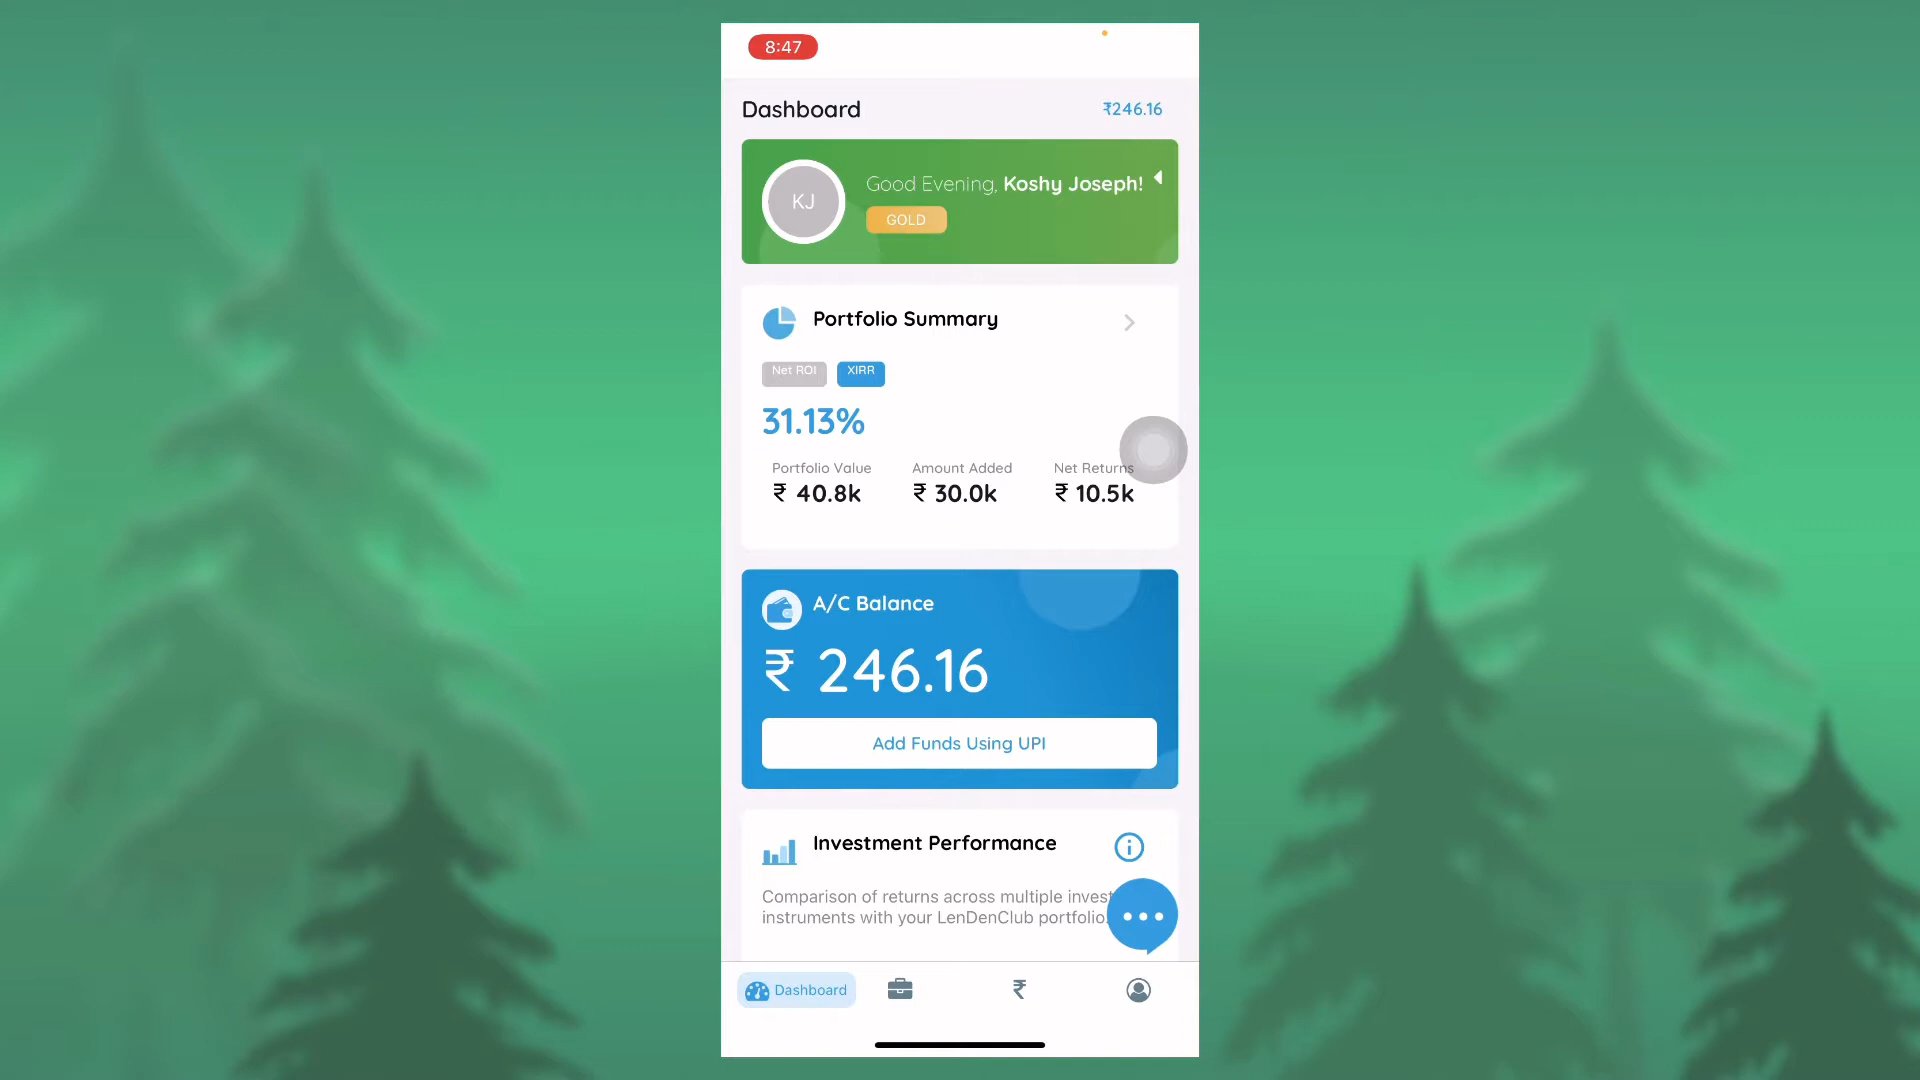 8:47
Dashboard
₹246.16
KJ
Good Evening, Koshy Joseph!
GOLD
Portfolio Summary
Net ROI
XIRR
31.13%
Portfolio Value
Amount Added
Net Returns
₹ 40.8k
₹ 30.0k
₹ 10.5k
A/C Balance
₹ 246.16
Add Funds Using UPI
Investment Performance
Comparison of returns across multiple invest
instruments with your LenDenClub portfolio.
Dashboard
₹